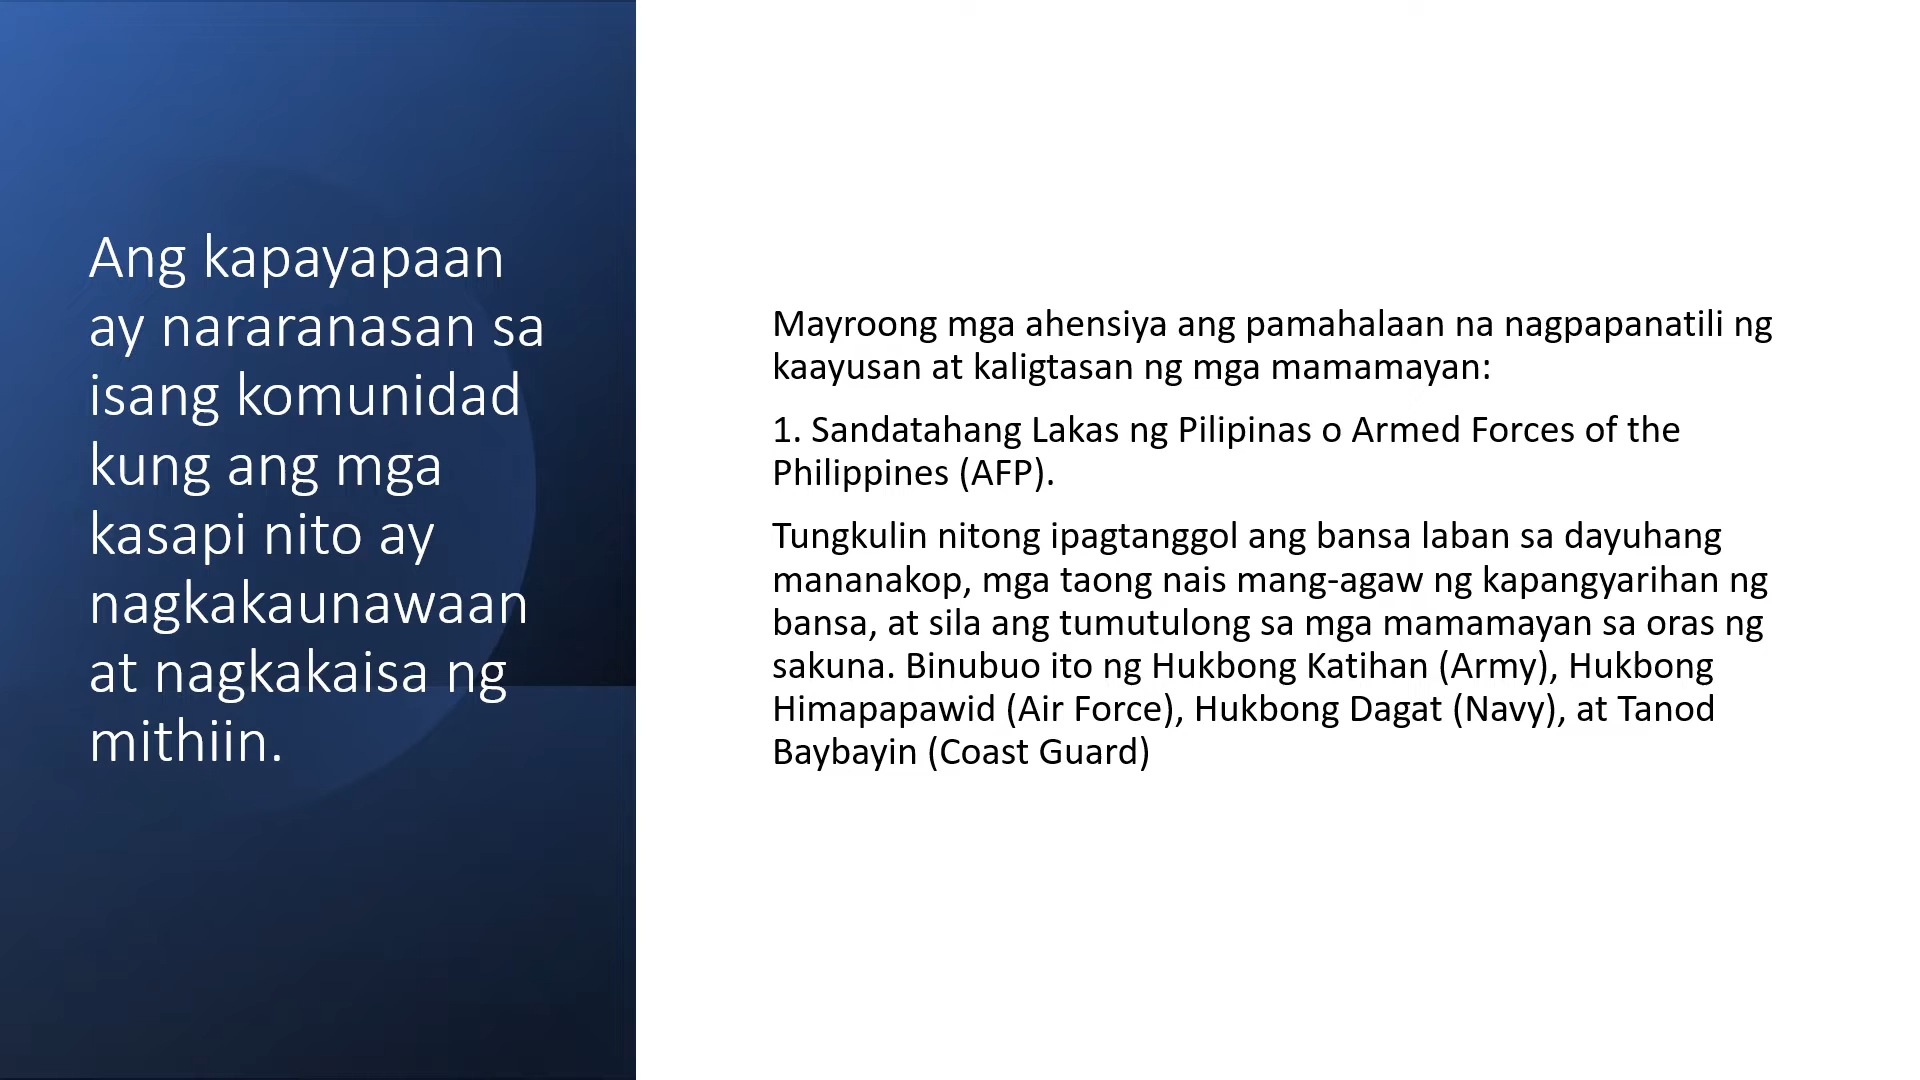 Ang kapayapaan
ay nararanasan sa
isang komunidad
kung ang mga
kasapi nito ay
nagkakaunawaan
at nagkakaisa ng
mithiin.
Mayroong mga ahensiya ang pamahalaan na nagpapanatili ng
kaayusan at kaligtasan ng mga mamamayan:
1. Sandatahang Lakas ng Pilipinas o Armed Forces of the
Philippines (AFP).
Tungkulin nitong ipagtanggol ang bansa laban sa dayuhang
mananakop, mga taong nais mang-agaw ng kapangyarihan ng
bansa, at sila ang tumutulong sa mga mamamayan sa oras ng
sakuna. Binubuo ito ng Hukbong Katihan (Army), Hukbong
Himapapawid (Air Force), Hukbong Dagat (Navy), at Tanod
Baybayin (Coast Guard)